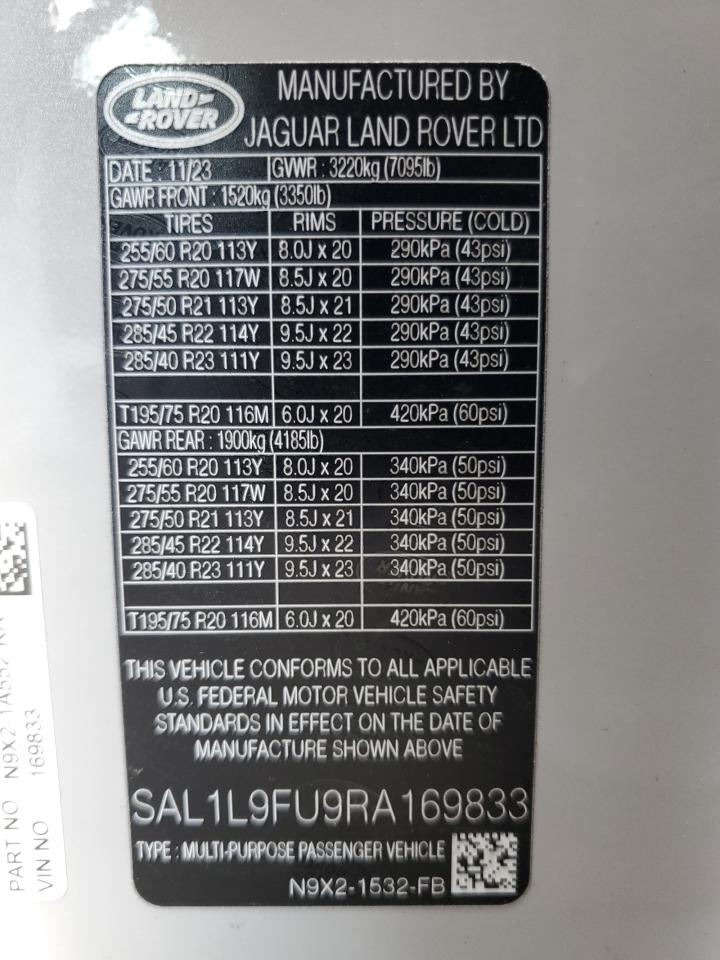 LAND
ROVER
MANUFACTURED BY
JAGUAR LAND ROVER LTD
DATE : 11/23 GVWR : 3220kg (7095lb)
GAWR FRONT : 1520kg (3350lb)
TIRES RIMS PRESSURE (COLD)
255/60 R20 113Y 8.0J x 20 290kPa (43psi)
275/55 R20 117W 8.5J x 20 290kPa (43psi)
275/50 R21 113Y 8.5J x 21 290kPa (43psi)
285/45 R22 114Y 9.5J x 22 290kPa (43psi)
285/40 R23 111Y 9.5J x 23 290kPa (43psi)
T195/75 R20 116M 6.0J x 20 420kPa (60psi)
GAWR REAR : 1900kg (4185lb)
255/60 R20 113Y 8.0J x 20 340kPa (50psi)
275/55 R20 117W 8.5J x 20 340kPa (50psi)
275/50 R21 113Y 8.5J x 21 340kPa (50psi)
285/45 R22 114Y 9.5J x 22 340kPa (50psi)
285/40 R23 111Y 9.5J x 23 340kPa (50psi)
T195/75 R20 116M 6.0J x 20 420kPa (60psi)
THIS VEHICLE CONFORMS TO ALL APPLICABLE
U.S. FEDERAL MOTOR VEHICLE SAFETY
STANDARDS IN EFFECT ON THE DATE OF
MANUFACTURE SHOWN ABOVE
SAL1L9FU9RA169833
TYPE : MULTI-PURPOSE PASSENGER VEHICLE
N9X2-1532-FB
PART NO N9X2
VIN NO 169833